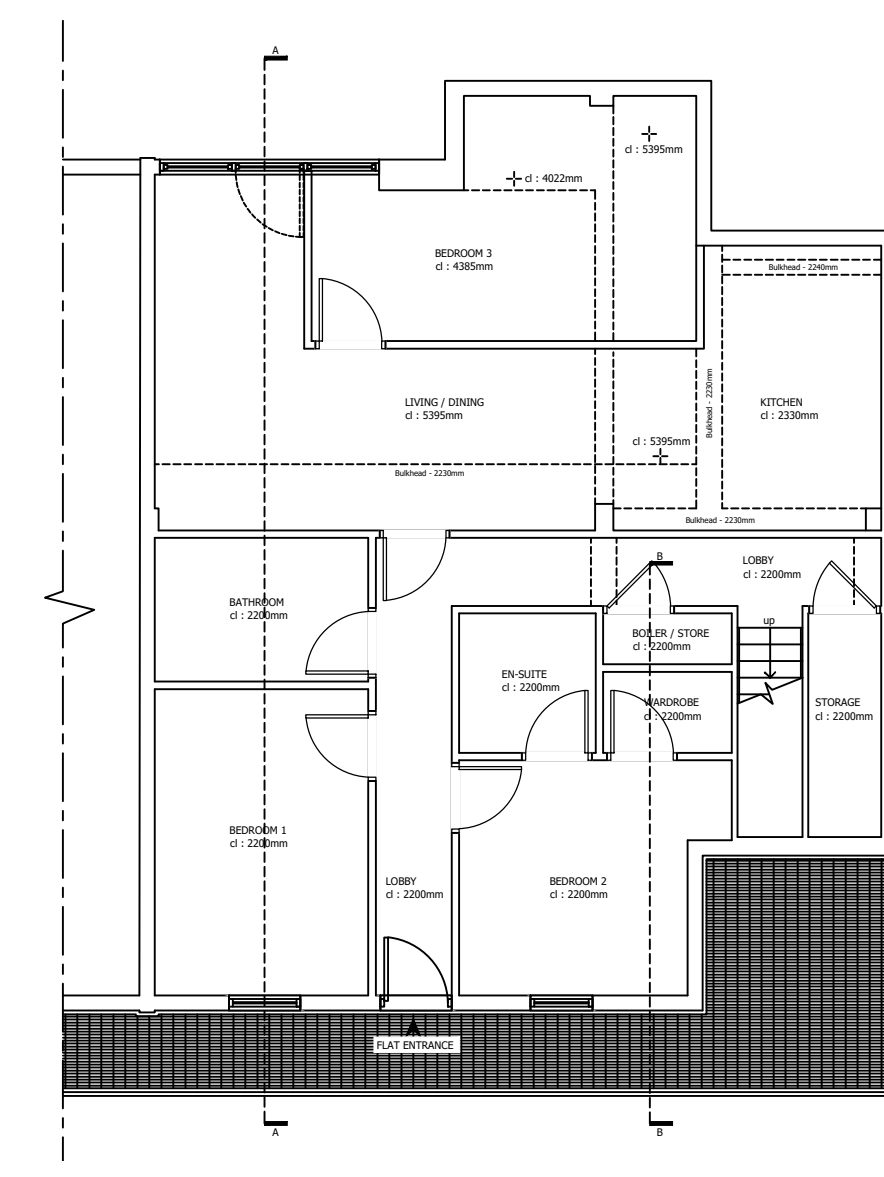 A
cl : 5395mm
cl : 4022mm
BEDROOM 3
cl : 4385mm
Bulkhead - 2240mm
LIVING / DINING
cl : 5395mm
Bulkhead - 2230mm
KITCHEN
cl : 2330mm
cl : 5395mm
Bulkhead - 2230mm
Bulkhead - 2230mm
B
LOBBY
cl : 2200mm
BATHROOM
cl : 2200mm
BOILER / STORE
cl : 2200mm
up
EN-SUITE
cl : 2200mm
WARDROBE
cl : 2200mm
STORAGE
cl : 2200mm
BEDROOM 1
cl : 2200mm
LOBBY
cl : 2200mm
BEDROOM 2
cl : 2200mm
FLAT ENTRANCE
A
B